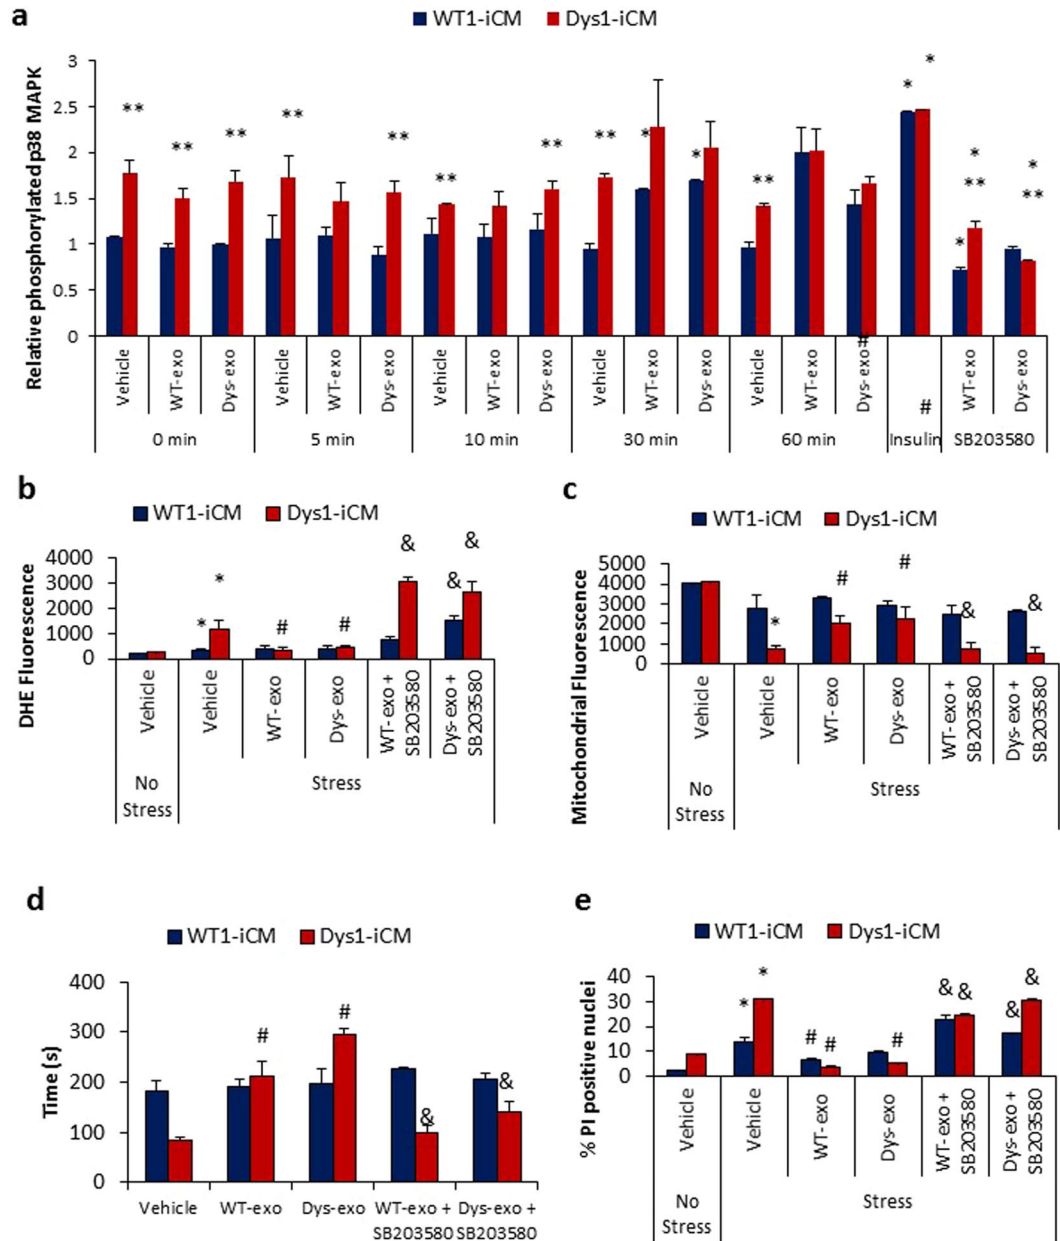 a
WT1-iCM Dys1-iCM
Relative phosphorylated p38 MAPK
3
2.5
2
1.5
1
0.5
0
** ** ** ** ** ** ** ** * * ** * * * ** * * **
#
Vehicle WT-exo Dys-exo Vehicle WT-exo Dys-exo Vehicle WT-exo Dys-exo Vehicle WT-exo Dys-exo Vehicle WT-exo Dys-exo # WT-exo Dys-exo
0 min 5 min 10 min 30 min 60 min Insulin SB203580
b
WT1-iCM Dys1-iCM
DHE Fluorescence
4000
3000
2000
1000
0
* * # # & & &
Vehicle Vehicle WT-exo Dys-exo WT-exo + SB203580 Dys-exo + SB203580
No Stress
Stress
c
WT1-iCM Dys1-iCM
Mitochondrial Fluorescence
5000
4000
3000
2000
1000
0
* # # & &
Vehicle Vehicle WT-exo Dys-exo WT-exo + SB203580 Dys-exo + SB203580
No Stress
Stress
d
WT1-iCM Dys1-iCM
Time (s)
400
300
200
100
0
# # & &
Vehicle WT-exo Dys-exo WT-exo + Dys-exo +
SB203580 SB203580
e
WT1-iCM Dys1-iCM
% PI positive nuclei
40
30
20
10
0
* * # # # & & & &
Vehicle Vehicle WT-exo Dys-exo WT-exo + SB203580 Dys-exo + SB203580
No Stress
Stress